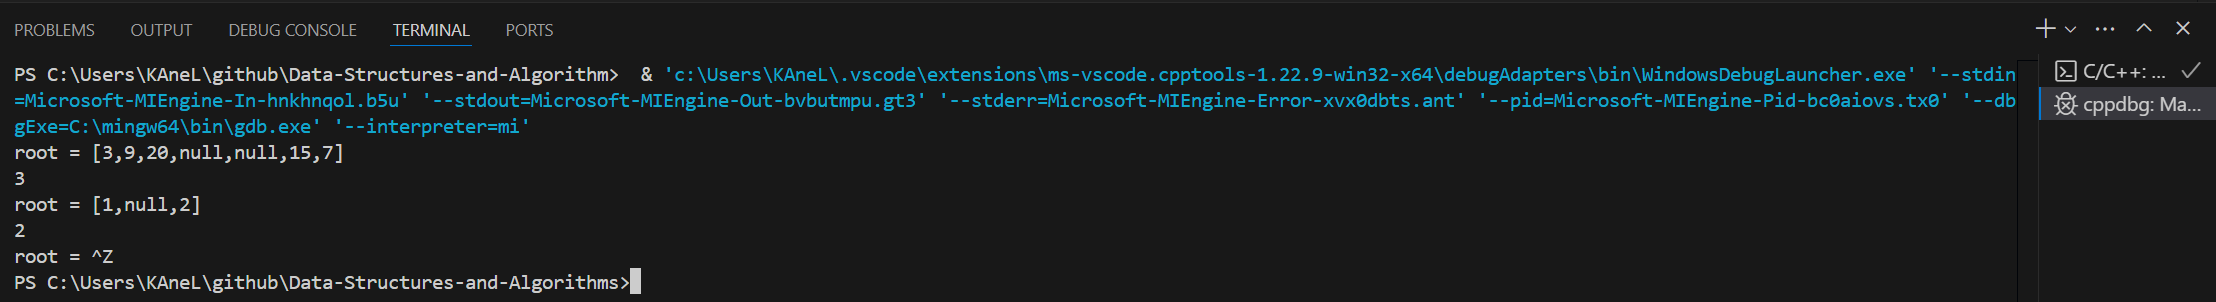 PROBLEMS OUTPUT DEBUG CONSOLE TERMINAL PORTS
PS C:\Users\KAneL\github\Data-Structures-and-Algorithm>  & 'c:\Users\KAneL\.vscode\extensions\ms-vscode.cpptools-1.22.9-win32-x64\debugAdapters\bin\WindowsDebugLauncher.exe' '--stdin
=Microsoft-MIEngine-In-hnkhnqol.b5u' '--stdout=Microsoft-MIEngine-Out-bvbutmpu.gt3' '--stderr=Microsoft-MIEngine-Error-xvx0dbts.ant' '--pid=Microsoft-MIEngine-Pid-bc0aiovs.tx0' '--db
gExe=C:\mingw64\bin\gdb.exe' '--interpreter=mi'
root = [3,9,20,null,null,15,7]
3
root = [1,null,2]
2
root = ^Z
PS C:\Users\KAneL\github\Data-Structures-and-Algorithms>
C/C++: ...
cppdbg: Ma...